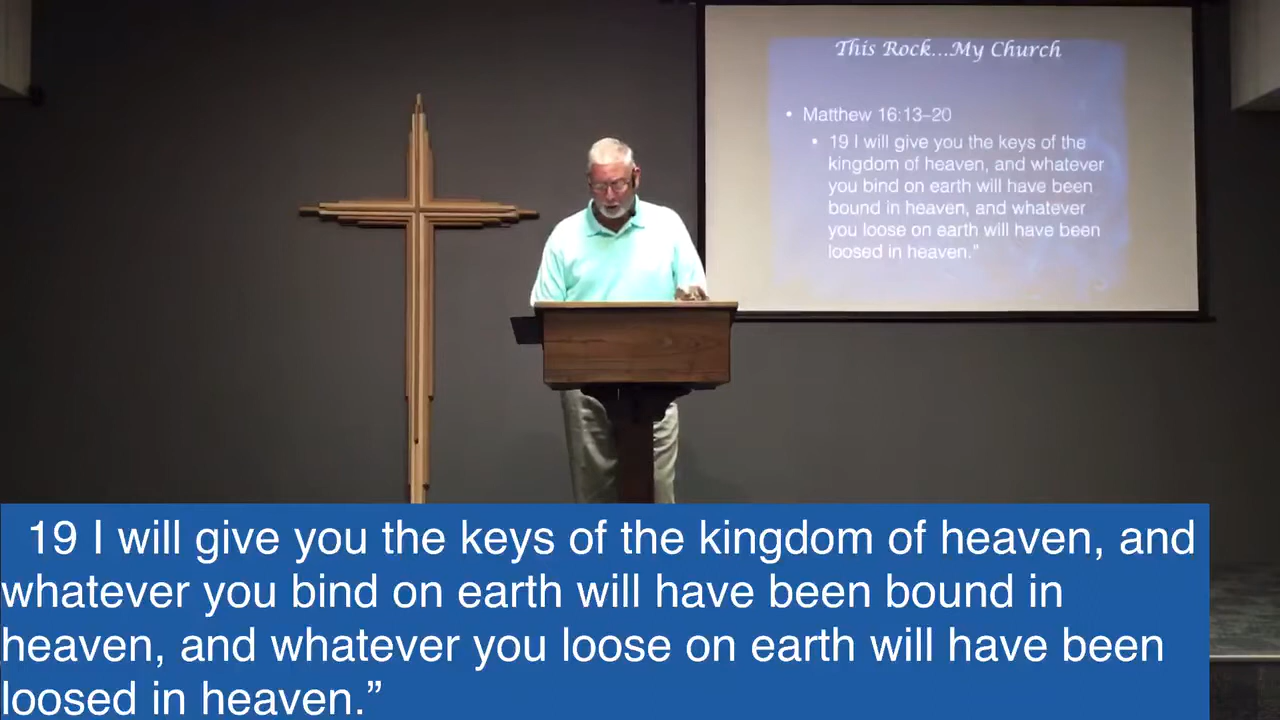 This Rock...My Church
• Matthew 16:13–20
• 19 I will give you the keys of the
kingdom of heaven, and whatever
you bind on earth will have been
bound in heaven, and whatever
you loose on earth will have been
loosed in heaven.”
19 I will give you the keys of the kingdom of heaven, and
whatever you bind on earth will have been bound in
heaven, and whatever you loose on earth will have been
loosed in heaven.”